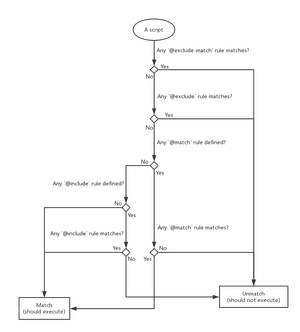 A script
Any `@exclude-match` rule matches?
Yes
No
Any `@exclude` rule matches?
Yes
No
Any `@match` rule defined?
No
Yes
Any `@include` rule defined?
No
Yes
Any `@include` rule matches?
Any `@match` rule matches?
Yes
No
Yes
No
Match
(should execute)
Unmatch
(should not execute)